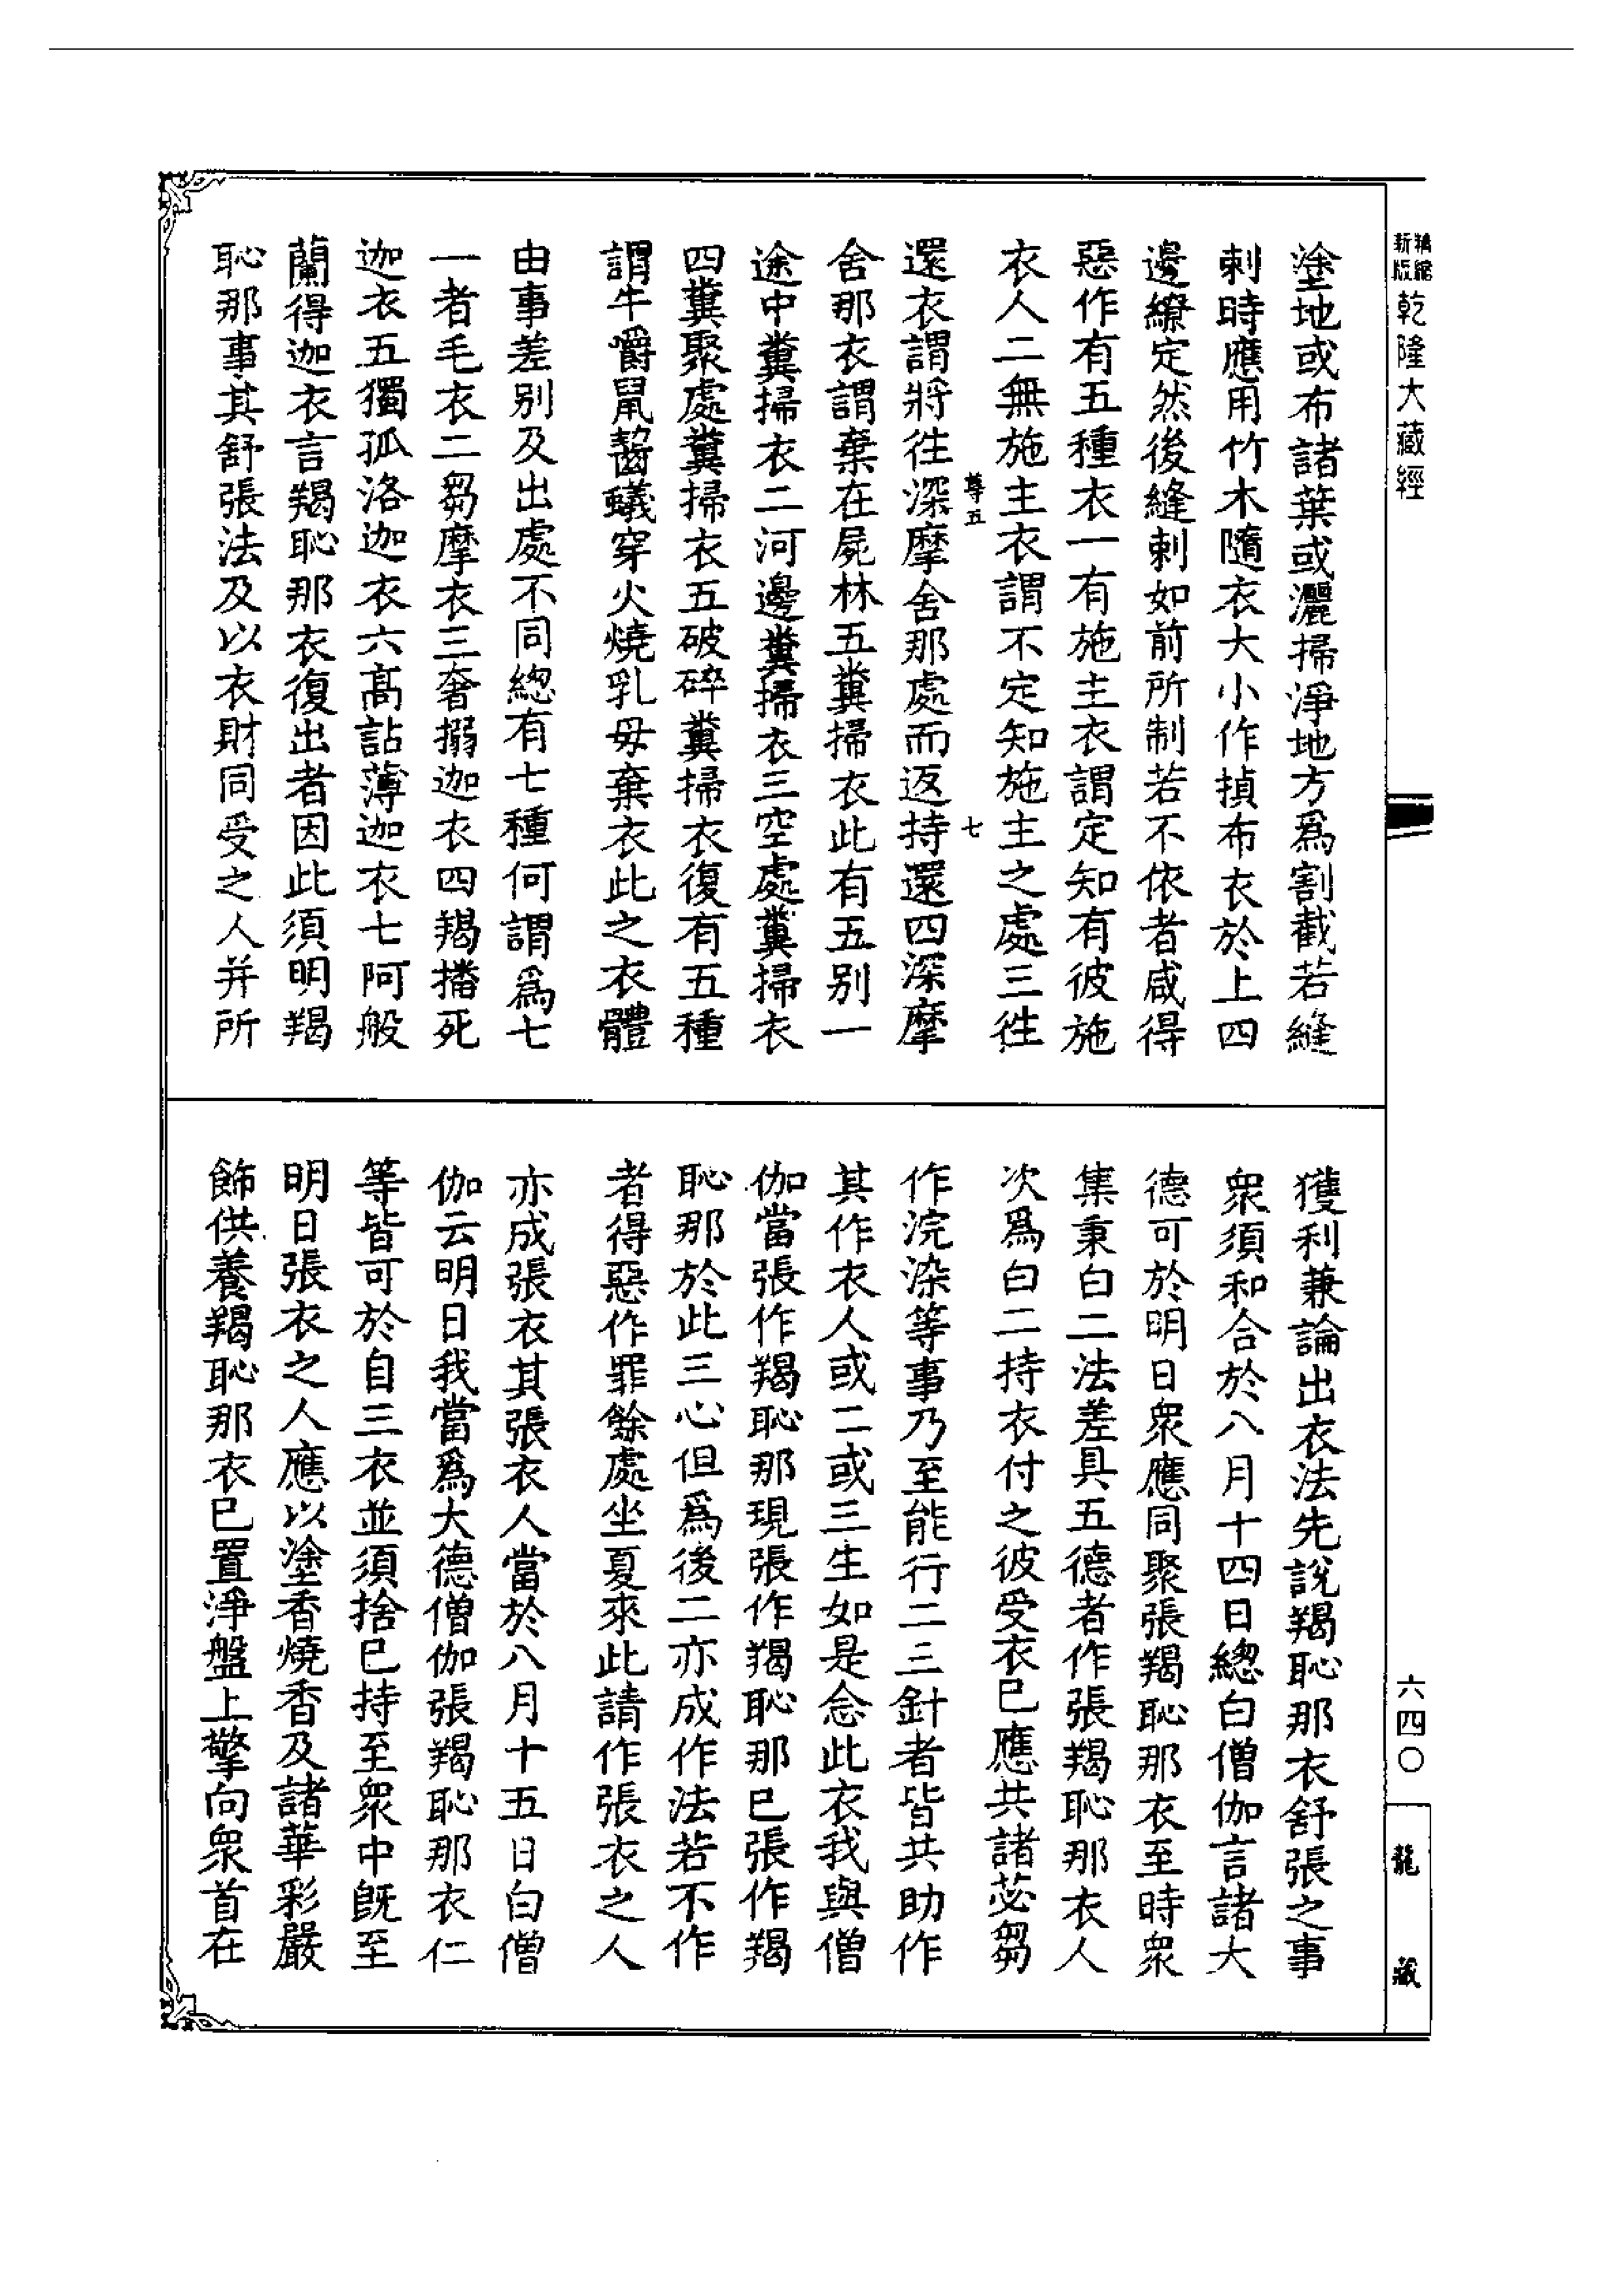 新版 精縮 乾隆大藏經
塗地或布諸葉或灑掃淨地方爲割截若縫
刺時應用竹木隨衣大小作揁布衣於上四
邊繚定然後縫刺如前所制若不依者咸得
惡作有五種衣一有施主衣謂定知有彼施
衣人二無施主衣謂不定知施主之處三往
尊五 七
還衣謂將往深摩舍那處而返持還四深摩
舍那衣謂棄在屍林五糞掃衣此有五別一
途中糞掃衣二河邊糞掃衣三空處糞掃衣
四糞聚處糞掃衣五破碎糞掃衣復有五種
謂牛嚼鼠齧蟻穿火燒乳母棄衣此之衣體
由事差別及出處不同總有七種何謂爲七
一者毛衣二芻摩衣三奢搦迦衣四羯播死
迦衣五獨孤洛迦衣六高詀薄迦衣七阿般
蘭得迦衣言羯恥那衣復出者因此須明羯
恥那事其舒張法及以衣財同受之人并所
獲利兼論出衣法先說羯恥那衣舒張之事
眾須和合於八月十四日總白僧伽言諸大
德可於明日眾應同聚張羯恥那衣至時眾
集秉白二法差具五德者作張羯恥那衣人
次爲白二持衣付之彼受衣已應共諸苾芻
作浣染等事乃至能行二三針者皆共助作
其作衣人或二或三生如是念此衣我與僧
伽當張作羯恥那現張作羯恥那已張作羯
恥那於此三心但爲後二亦成作法若不作
者得惡作罪餘處坐夏來此請作張衣之人
亦成張衣其張衣人當於八月十五日白僧
伽云明日我當爲大德僧伽張羯恥那衣仁
等皆可於自三衣並須捨已持至眾中旣至
明日張衣之人應以塗香燒香及諸華彩嚴
飾供養羯恥那衣已置淨盤上擎向眾首在
六四〇
龍藏